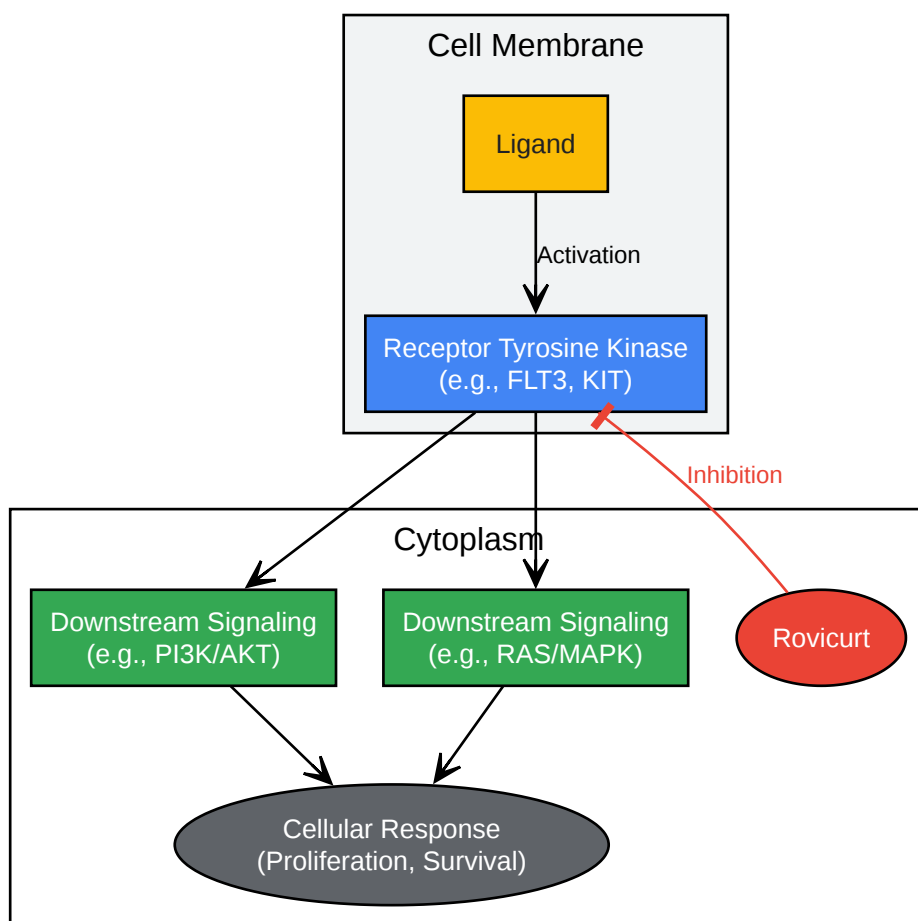 Cell Membrane
Ligand
Activation
Receptor Tyrosine Kinase
(e.g., FLT3, KIT)
Inhibition
Cytoplasm
Downstream Signaling
(e.g., PI3K/AKT)
Downstream Signaling
(e.g., RAS/MAPK)
Rovicurt
Cellular Response
(Proliferation, Survival)